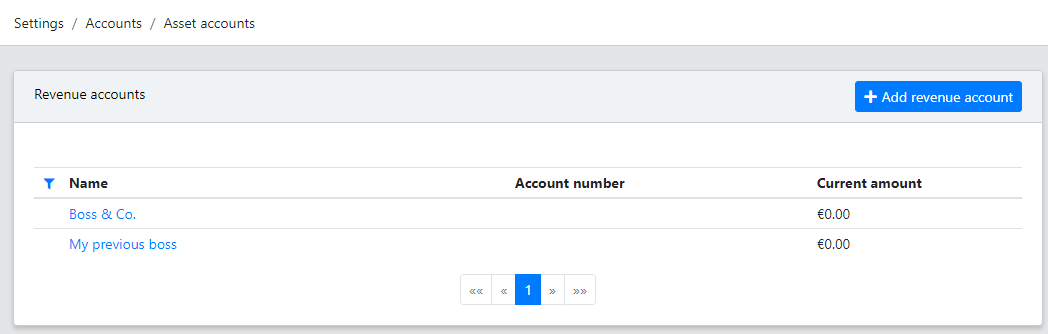 Settings / Accounts / Asset accounts
Revenue accounts
Add revenue account
Name Account number Current amount
Boss & Co. €0.00
My previous boss €0.00
«« « 1 » »»